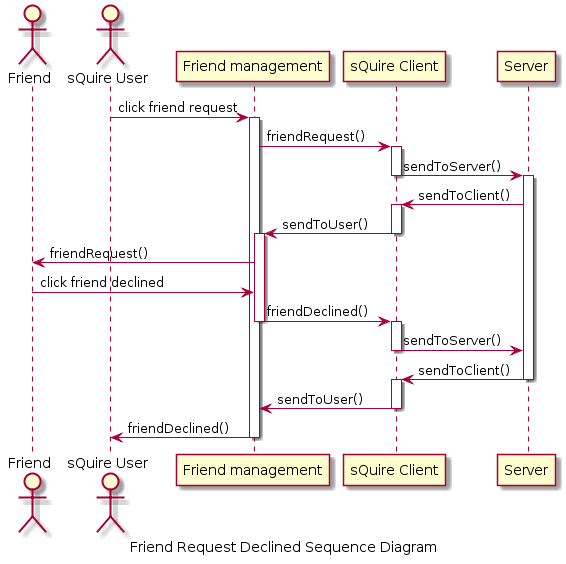 Friend
sQuire User
Friend management
sQuire Client
Server
click friend request
friendRequest()
sendToServer()
sendToClient()
sendToUser()
friendRequest()
click friend declined
friendDeclined()
sendToServer()
sendToClient()
sendToUser()
friendDeclined()
Friend
sQuire User
Friend management
sQuire Client
Server
Friend Request Declined Sequence Diagram